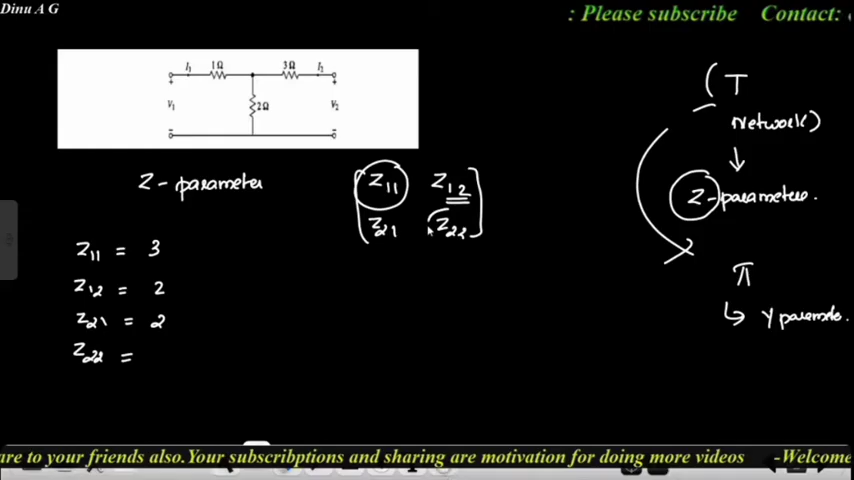 Dinu A G
: Please subscribe Contact:
I1 1Ω 3Ω I2
+ +
V1 2Ω V2
- -
(T
Network)
Z-parameter
Z11 Z12
Z21 Z22
Z-parameters.
Z11 = 3
Z12 = 2
Z21 = 2
Z22 =
π
↳ Y paramete.
are to your friends also.Your subscribptions and sharing are motivation for doing more videos -Welcome